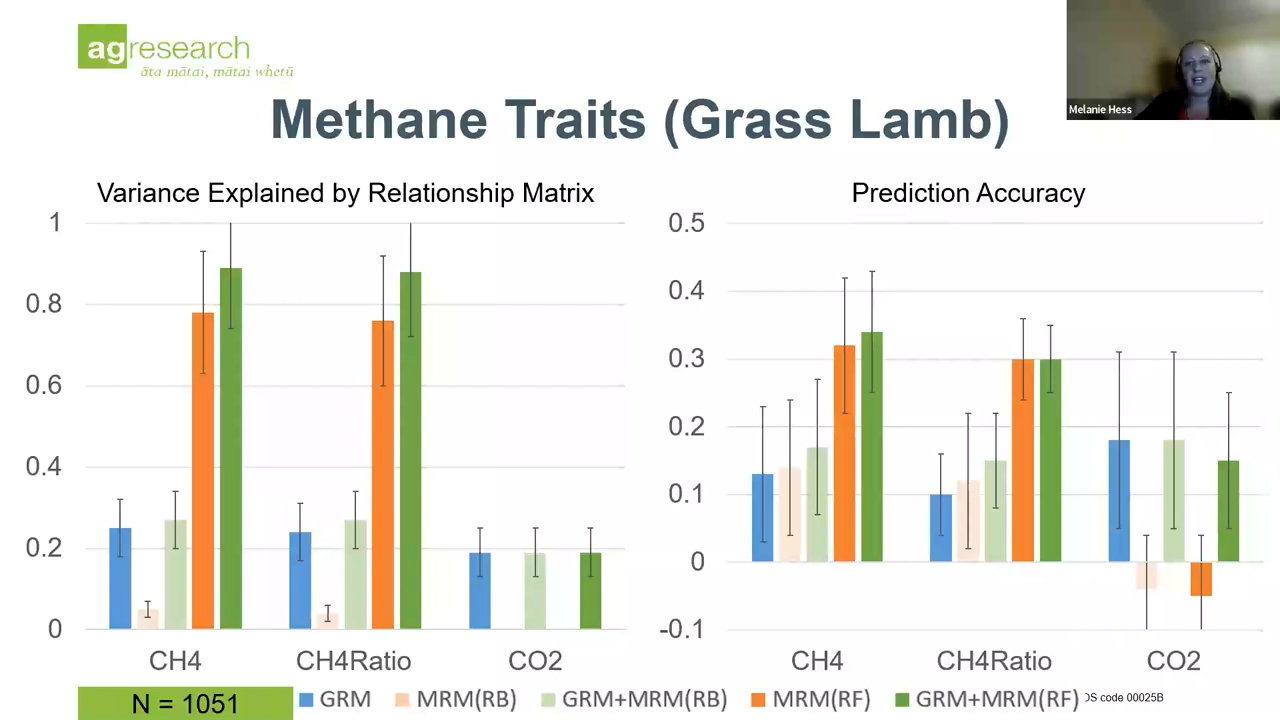 agresearch
āta mātai, mātai whetū
Melanie Hess
Methane Traits (Grass Lamb)
Variance Explained by Relationship Matrix
1
0.8
0.6
0.4
0.2
0
CH4 CH4Ratio CO2
Prediction Accuracy
0.5
0.4
0.3
0.2
0.1
0
-0.1
CH4 CH4Ratio CO2
N = 1051
GRM MRM(RB) GRM+MRM(RB) MRM(RF) GRM+MRM(RF)
code 00025B